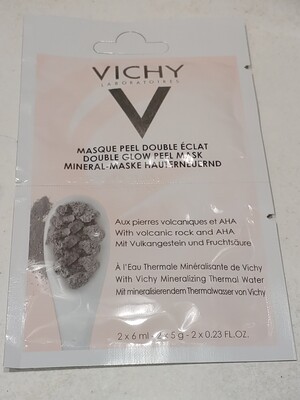 VICHY
LABORATOIRES
MASQUE PEEL DOUBLE ÉCLAT
DOUBLE GLOW PEEL MASK
MINERAL-MASKE HAUTERNEUERND
Aux pierres volcaniques et AHA
With volcanic rock and AHA
Mit Vulkangestein und Fruchtsäure
À l'Eau Thermale Minéralisante de Vichy
With Vichy Mineralizing Thermal Water
Mit mineralisierendem Thermalwasser von Vichy
2 x 6 ml - 2 x 5 g - 2 x 0.23 FL.OZ.